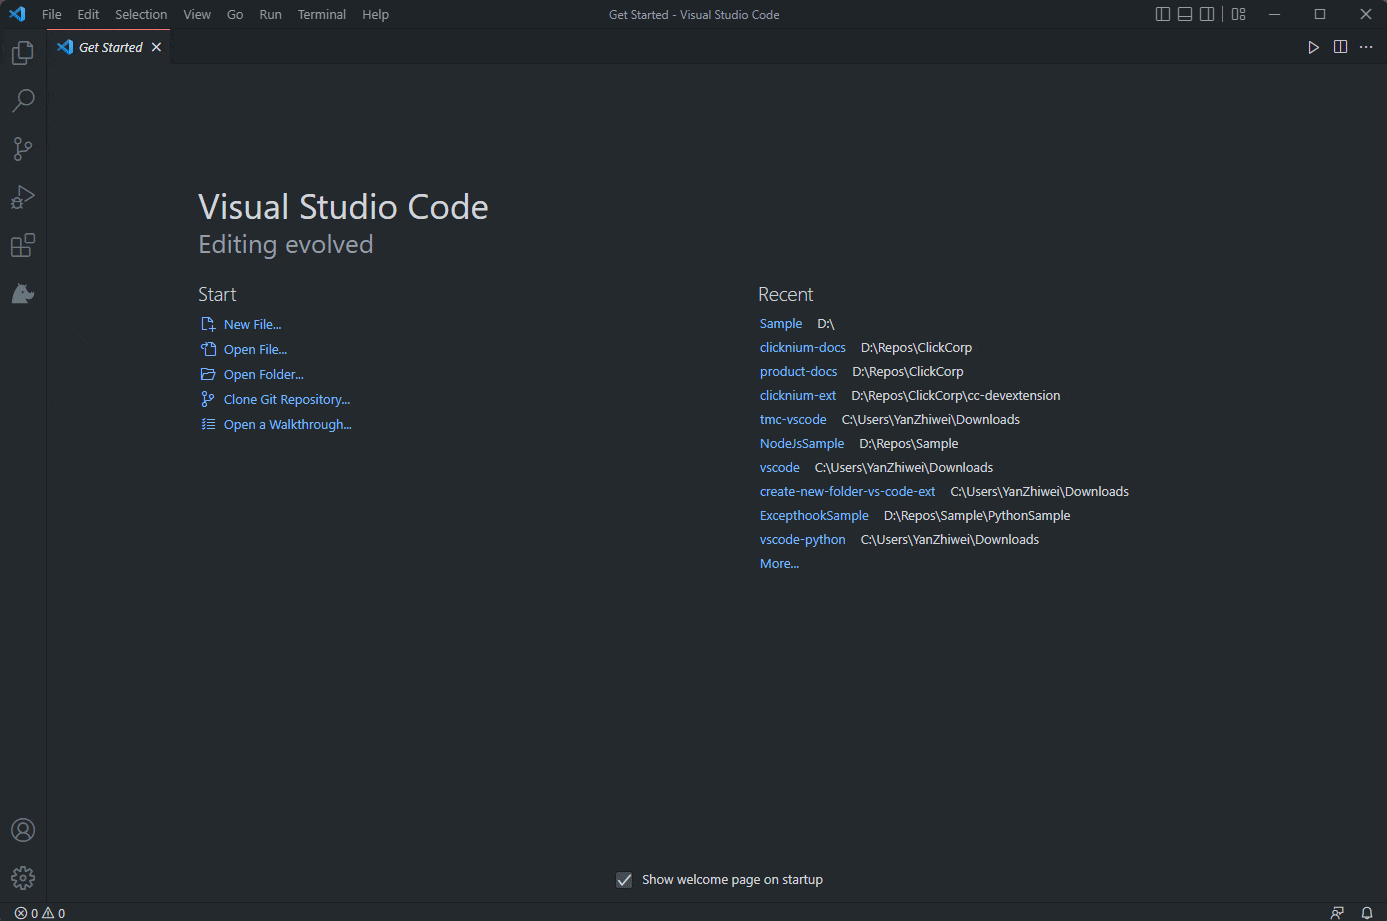 File Edit Selection View Go Run Terminal Help
Get Started - Visual Studio Code
Get Started
Visual Studio Code
Editing evolved
Start
New File...
Open File...
Open Folder...
Clone Git Repository...
Open a Walkthrough...
Recent
Sample D:\
clicknium-docs D:\Repos\ClickCorp
product-docs D:\Repos\ClickCorp
clicknium-ext D:\Repos\ClickCorp\cc-devextension
tmc-vscode C:\Users\YanZhiwei\Downloads
NodeJsSample D:\Repos\Sample
vscode C:\Users\YanZhiwei\Downloads
create-new-folder-vs-code-ext C:\Users\YanZhiwei\Downloads
ExcepthookSample D:\Repos\Sample\PythonSample
vscode-python C:\Users\YanZhiwei\Downloads
More...
Show welcome page on startup
0 0